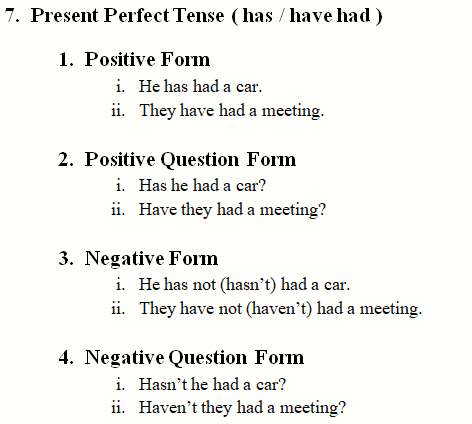 7. Present Perfect Tense ( has / have had )
1. Positive Form
i. He has had a car.
ii. They have had a meeting.
2. Positive Question Form
i. Has he had a car?
ii. Have they had a meeting?
3. Negative Form
i. He has not (hasn’t) had a car.
ii. They have not (haven’t) had a meeting.
4. Negative Question Form
i. Hasn’t he had a car?
ii. Haven’t they had a meeting?